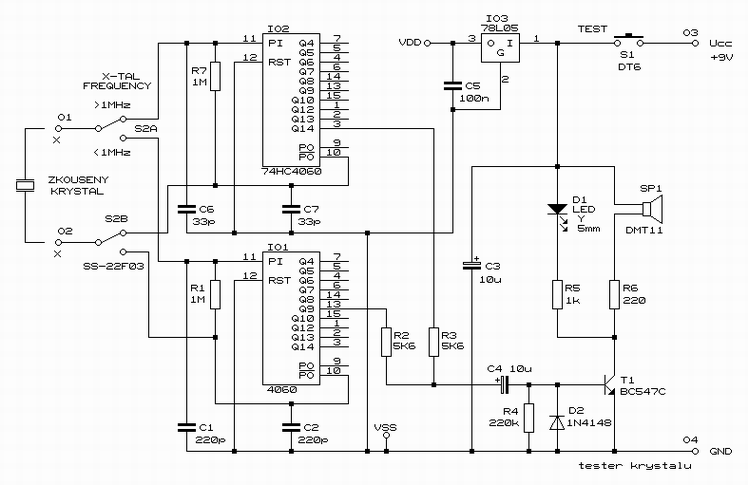 IO2
11 PI Q4 7
12 RST Q5 5
Q6 4
Q7 6
Q8 14
Q9 13
Q10 15
Q12 1
Q13 2
Q14 3
PO 9
PO 10
74HC4060
R7
1M
X-TAL
FREQUENCY
>1MHz
O1
X
S2A
<1MHz
ZKOUSENY
KRYSTAL
O2
X
S2B
SS-22F03
C6
33p
C7
33p
IO1
11 PI Q4 7
12 RST Q5 5
Q6 4
Q7 6
Q8 14
Q9 13
Q10 15
Q12 1
Q13 2
Q14 3
PO 9
PO 10
4060
R1
1M
C1
220p
C2
220p
R2
5K6
R3
5K6
VSS
VDD
IO3
78L05
3 O I 1
G
2
C5
100n
TEST
S1
DT6
O3
Ucc
+9V
D1
LED
Y
5mm
SP1
DMT11
+
C3
10u
R5
1k
R6
220
C4 10u
+
R4
220k
D2
1N4148
T1
BC547C
O4
GND
tester krystalu